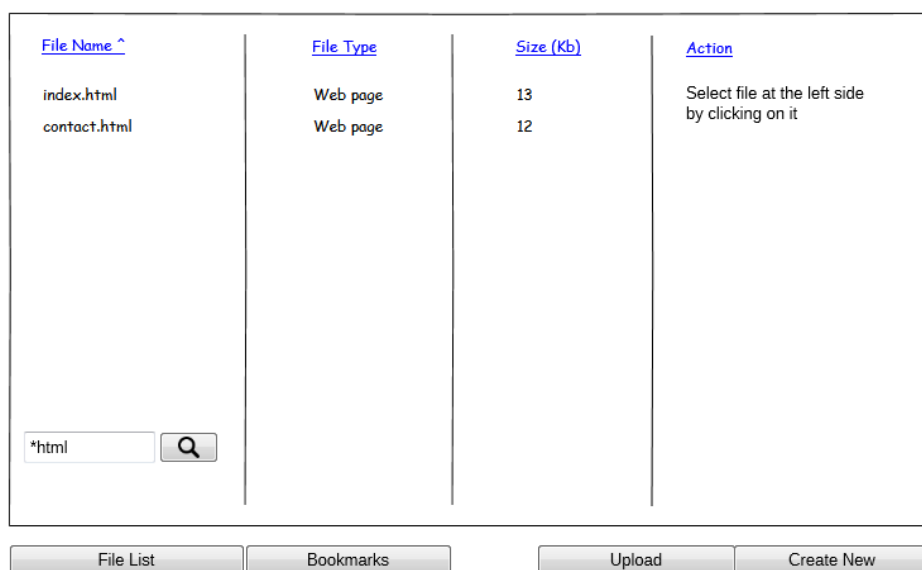 File Name ^ File Type Size (Kb) Action
index.html Web page 13 Select file at the left side
by clicking on it
contact.html Web page 12
*html
File List Bookmarks Upload Create New